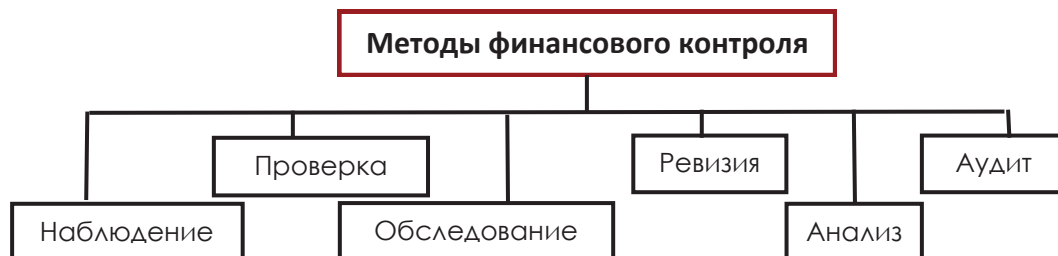 Методы финансового контроля
Проверка
Ревизия
Аудит
Наблюдение
Обследование
Анализ